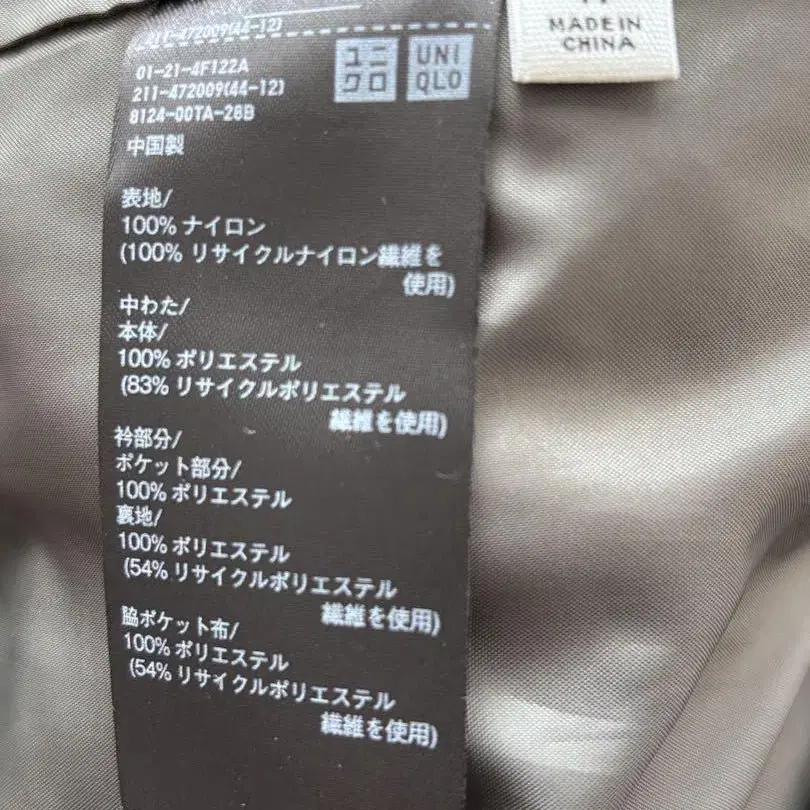 211-472009(44-12)
01-21-4F122A
211-472009(44-12)
8124-00TA-26B
中国製
ユニ
クロ
UNI
QLO
MADE IN
CHINA
表地/
100% ナイロン
(100% リサイクルナイロン繊維を
使用)
中わた/
本体/
100% ポリエステル
(83% リサイクルポリエステル
繊維を使用)
衿部分/
ポケット部分/
100% ポリエステル
裏地/
100% ポリエステル
(54% リサイクルポリエステル
繊維を使用)
脇ポケット布/
100% ポリエステル
(54% リサイクルポリエステル
繊維を使用)